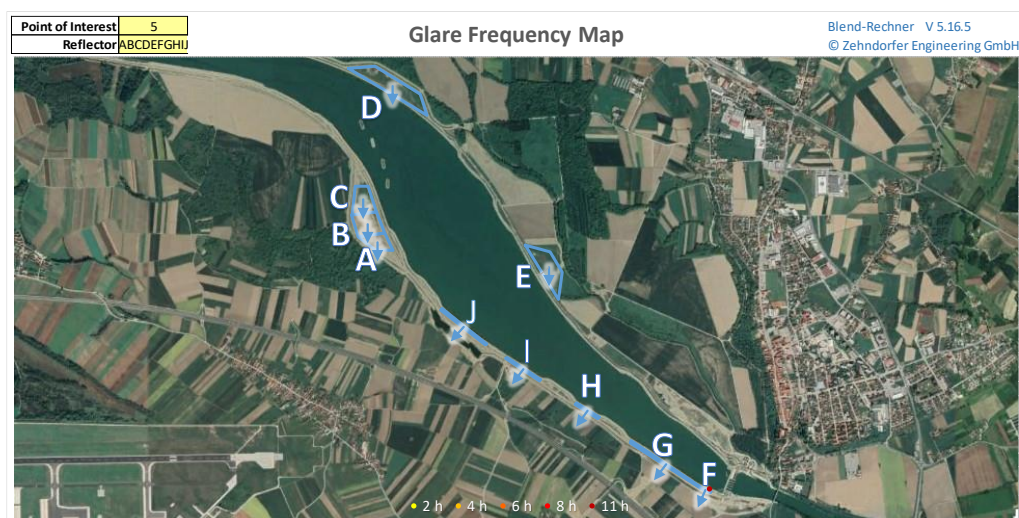 Point of Interest 5
Reflector ABCDEFGHIJ
Glare Frequency Map
Blend-Rechner V 5.16.5
© Zehndorfer Engineering GmbH
D
C
B
A
E
J
I
H
G
F
2 h 4 h 6 h 8 h 11 h